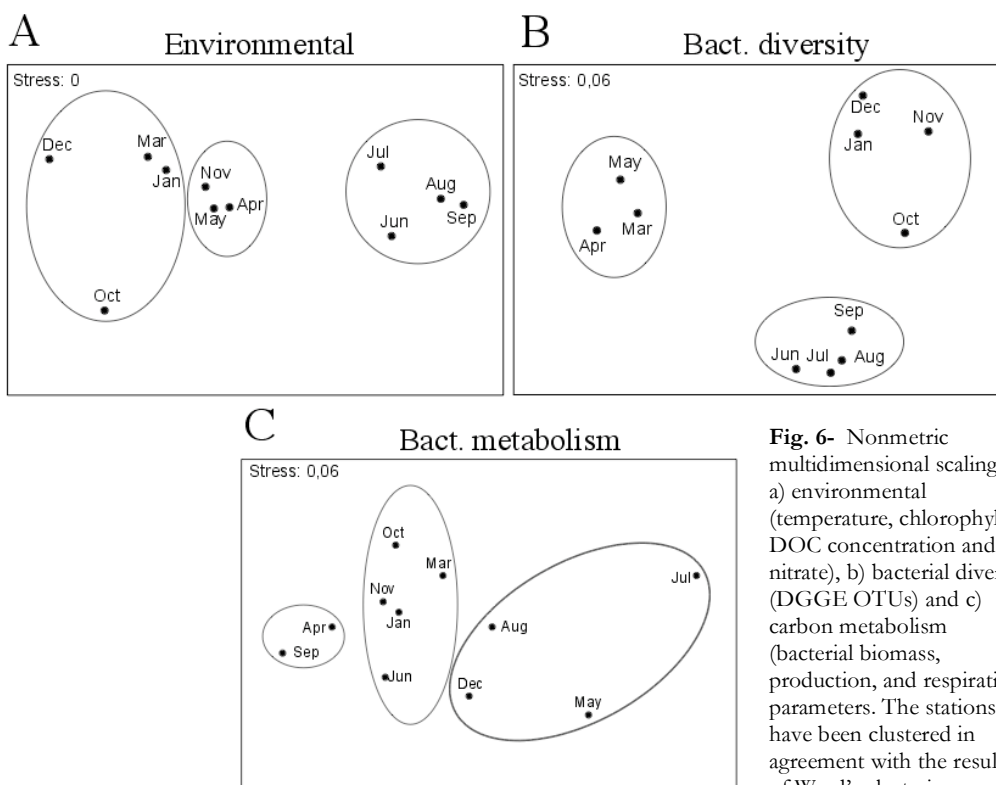 A
Environmental
Stress: 0
Dec
Mar
Jan
Nov
May
Apr
Oct
Jul
Aug
Sep
Jun
B
Bact. diversity
Stress: 0,06
Dec
Nov
Jan
May
Mar
Apr
Oct
Sep
Jun
Jul
Aug
C
Bact. metabolism
Stress: 0,06
Oct
Mar
Jul
Nov
Jan
Apr
Aug
Sep
Jun
Dec
May
Fig. 6- Nonmetric
multidimensional scaling
a) environmental
(temperature, chlorophyl
DOC concentration and
nitrate), b) bacterial diver
(DGGE OTUs) and c)
carbon metabolism
(bacterial biomass,
production, and respirati
parameters. The stations
have been clustered in
agreement with the resul